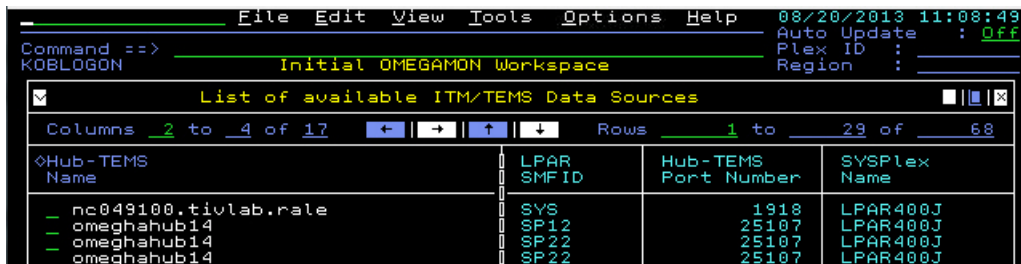 File Edit View Tools Options Help 08/20/2013 11:08:49
Auto Update : Off
Command ==> Plex ID :
KOBLOGON Initial OMEGAMON Workspace Region :
List of available ITM/TEMS Data Sources
Columns 2 to 4 of 17 ← | → | ↑ | ↓ Rows 1 to 29 of 68
◇Hub-TEMS LPAR Hub-TEMS SYSPlex
Name SMFID Port Number Name
_ nc049100.tivlab.rale SYS 1918 LPAR400J
_ omeghahub14 SP12 25107 LPAR400J
_ omeghahub14 SP22 25107 LPAR400J
omeghahub14 SP22 25107 LPAR400J